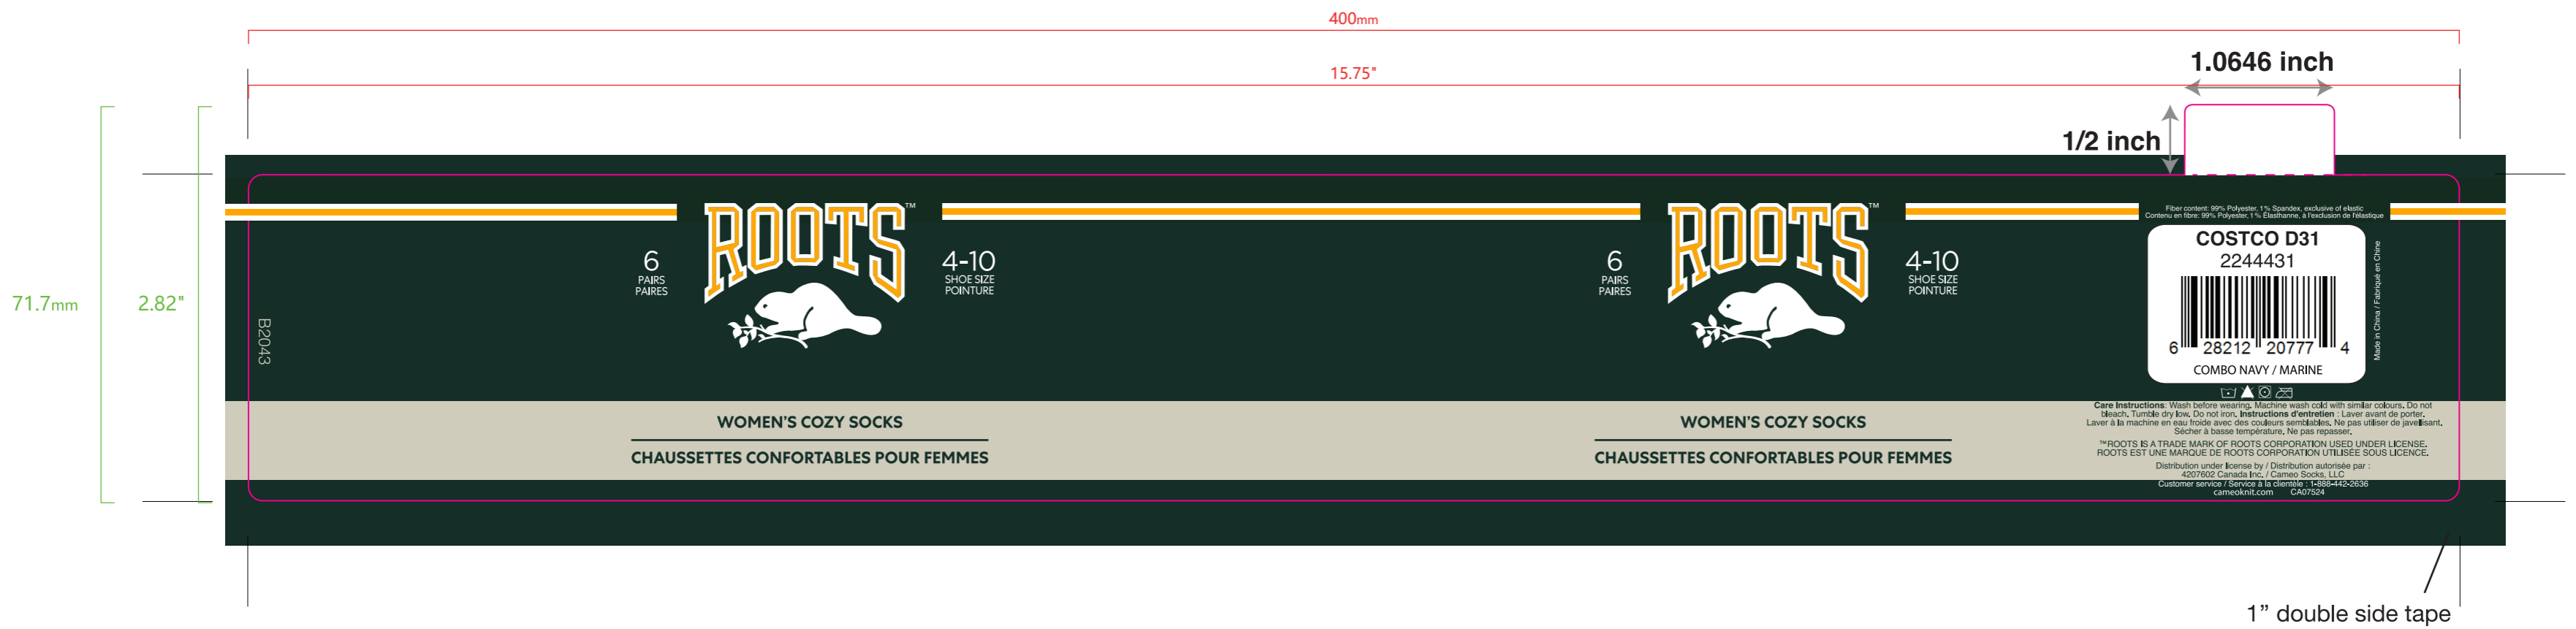 400mm
15.75"
1.0646 inch
1/2 inch
71.7mm
2.82"
B2043
6
PAIRS
PAIRES
ROOTS™
4-10
SHOE SIZE
POINTURE
WOMEN'S COZY SOCKS
CHAUSSETTES CONFORTABLES POUR FEMMES
6
PAIRS
PAIRES
ROOTS™
4-10
SHOE SIZE
POINTURE
WOMEN'S COZY SOCKS
CHAUSSETTES CONFORTABLES POUR FEMMES
Fiber content: 99% Polyester, 1% Spandex, exclusive of elastic
Contenu en fibre: 99% Polyester, 1% Élasthanne, à l'exclusion de l'élastique
COSTCO D31
2244431
6 28212 20777 4
COMBO NAVY / MARINE
Made in China / Fabriqué en Chine
Care Instructions: Wash before wearing. Machine wash cold with similar colours. Do not
bleach. Tumble dry low. Do not iron. Instructions d'entretien : Laver avant de porter.
Laver à la machine en eau froide avec des couleurs semblables. Ne pas utiliser de javellisant.
Sécher à basse température. Ne pas repasser.
™ROOTS IS A TRADE MARK OF ROOTS CORPORATION USED UNDER LICENSE.
ROOTS EST UNE MARQUE DE ROOTS CORPORATION UTILISÉE SOUS LICENCE.
Distribution under license by / Distribution autorisée par :
4207602 Canada Inc. / Cameo Socks, LLC
Customer service / Service à la clientèle : 1-888-442-2636
cameoknit.com CA07524
1” double side tape